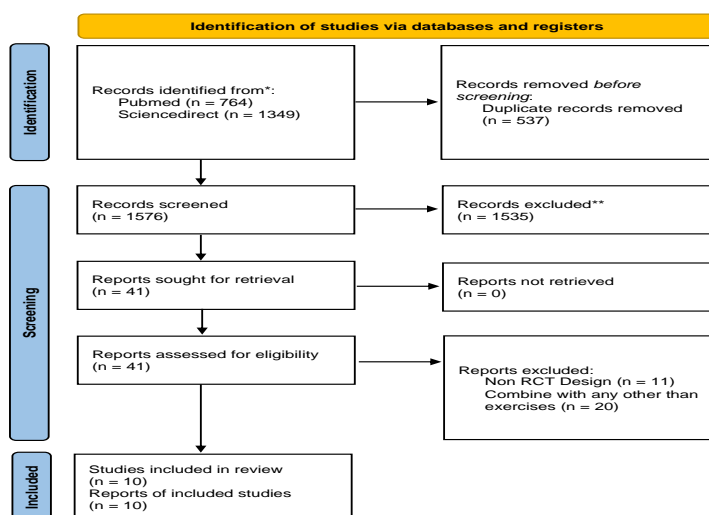 Identification of studies via databases and registers
Identification
Records identified from*:
Pubmed (n = 764)
Sciencedirect (n = 1349)
Records removed before
screening:
Duplicate records removed
(n = 537)
Screening
Records screened
(n = 1576)
Records excluded**
(n = 1535)
Reports sought for retrieval
(n = 41)
Reports not retrieved
(n = 0)
Reports assessed for eligibility
(n = 41)
Reports excluded:
Non RCT Design (n = 11)
Combine with any other than
exercises (n = 20)
Included
Studies included in review
(n = 10)
Reports of included studies
(n = 10)